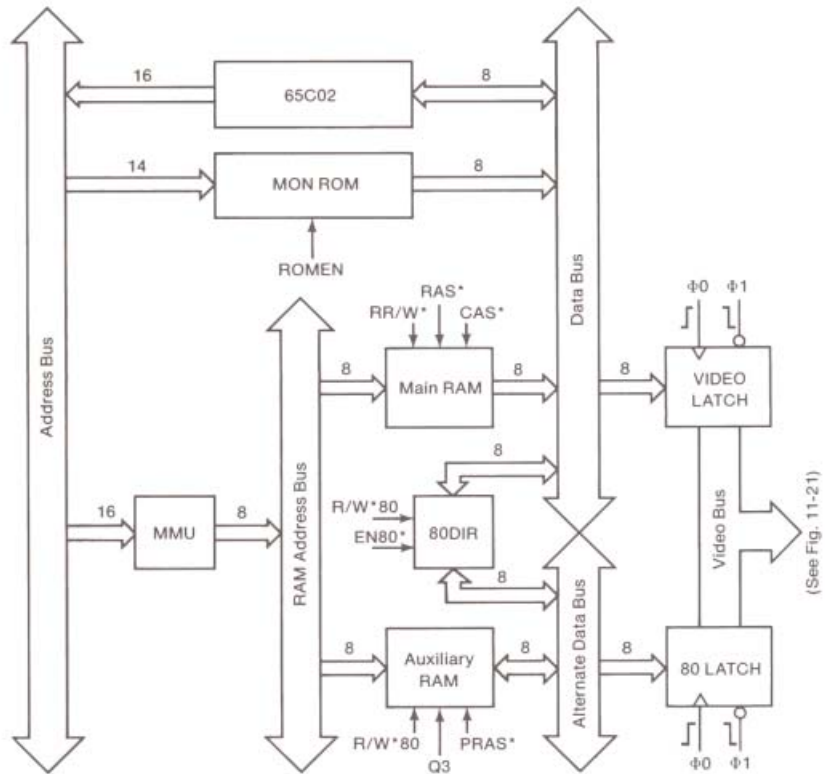 16
65C02
8
14
MON ROM
8
ROMEN
Address Bus
Data Bus
RAS*
RR/W*
CAS*
Φ0
Φ1
8
Main RAM
8
8
VIDEO
LATCH
8
R/W*80
EN80*
80DIR
16
MMU
8
RAM Address Bus
8
Video Bus
(See Fig. 11-21)
8
Auxiliary
RAM
8
Alternate Data Bus
8
80 LATCH
R/W*80
Q3
PRAS*
Φ0
Φ1